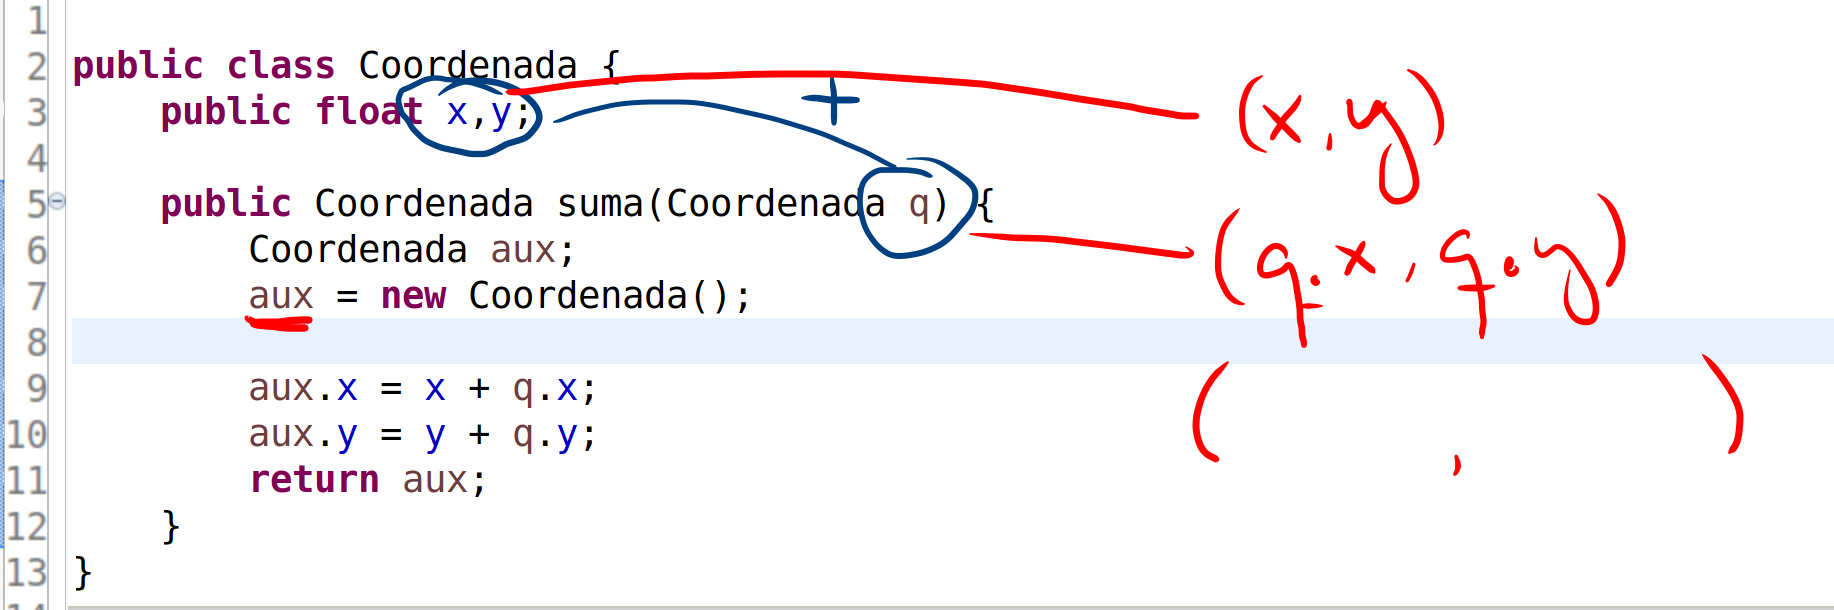 1
2 public class Coordenada {
3 public float x,y;
+
(x,y)
4
5 public Coordenada suma(Coordenada q) {
6 Coordenada aux;
(q.x, q.y)
7 aux = new Coordenada();
8
9 aux.x = x + q.x;
( , )
10 aux.y = y + q.y;
11 return aux;
12 }
13 }
14